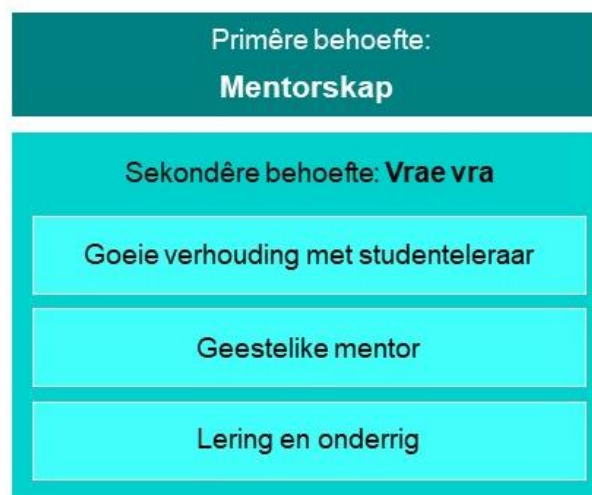 Primêre behoefte:
Mentorskap
Sekondêre behoefte: Vrae vra
Goeie verhouding met studenteleraar
Geestelike mentor
Lering en onderrig